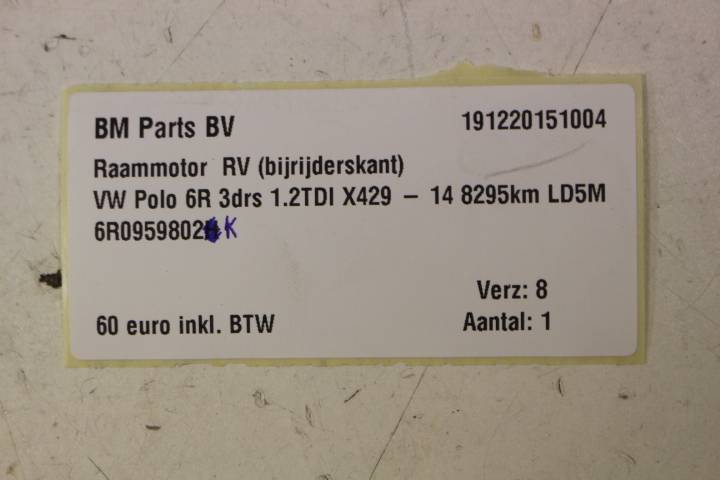 BM Parts BV 191220151004
Raammotor RV (bijrijderskant)
VW Polo 6R 3drs 1.2TDI X429 – 14 8295km LD5M
6R0959802 K
Verz: 8
60 euro inkl. BTW Aantal: 1